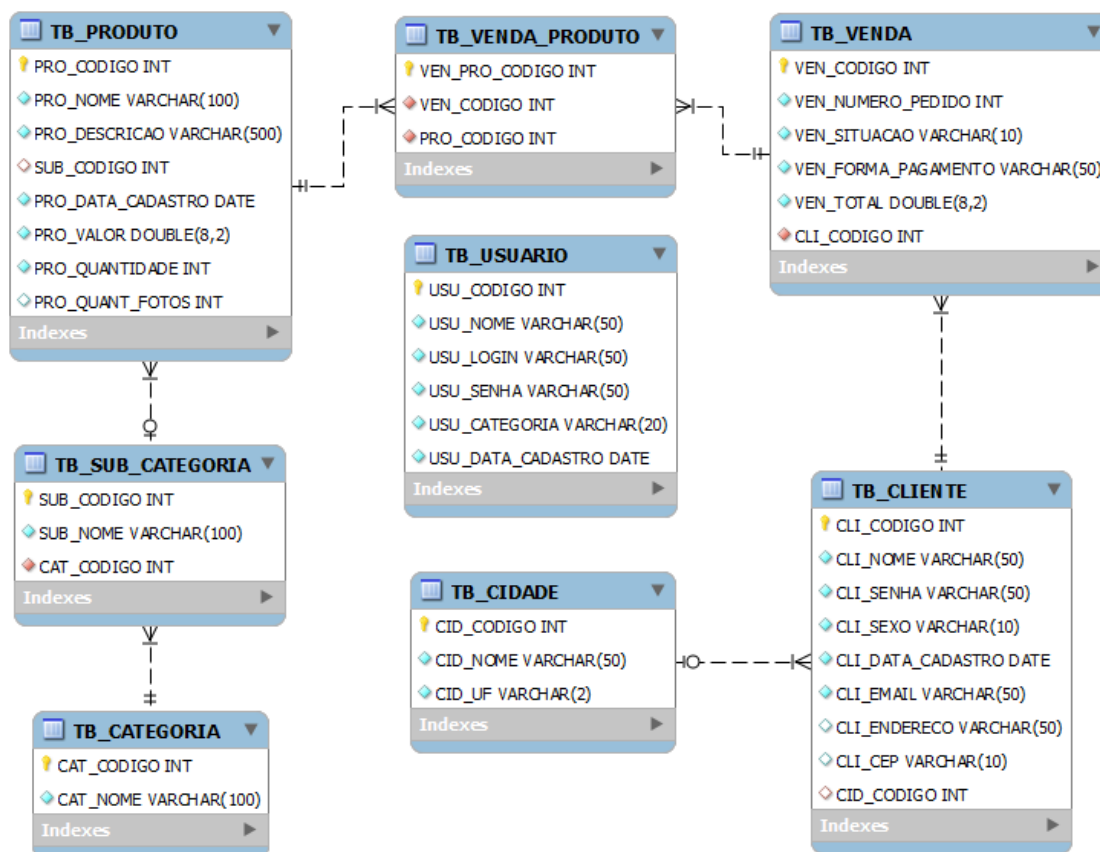 TB_PRODUTO
PRO_CODIGO INT
PRO_NOME VARCHAR(100)
PRO_DESCRICAO VARCHAR(500)
SUB_CODIGO INT
PRO_DATA_CADASTRO DATE
PRO_VALOR DOUBLE(8,2)
PRO_QUANTIDADE INT
PRO_QUANT_FOTOS INT
Indexes
TB_VENDA_PRODUTO
VEN_PRO_CODIGO INT
VEN_CODIGO INT
PRO_CODIGO INT
Indexes
TB_VENDA
VEN_CODIGO INT
VEN_NUMERO_PEDIDO INT
VEN_SITUACAO VARCHAR(10)
VEN_FORMA_PAGAMENTO VARCHAR(50)
VEN_TOTAL DOUBLE(8,2)
CLI_CODIGO INT
Indexes
TB_USUARIO
USU_CODIGO INT
USU_NOME VARCHAR(50)
USU_LOGIN VARCHAR(50)
USU_SENHA VARCHAR(50)
USU_CATEGORIA VARCHAR(20)
USU_DATA_CADASTRO DATE
Indexes
TB_SUB_CATEGORIA
SUB_CODIGO INT
SUB_NOME VARCHAR(100)
CAT_CODIGO INT
Indexes
TB_CIDADE
CID_CODIGO INT
CID_NOME VARCHAR(50)
CID_UF VARCHAR(2)
Indexes
TB_CLIENTE
CLI_CODIGO INT
CLI_NOME VARCHAR(50)
CLI_SENHA VARCHAR(50)
CLI_SEXO VARCHAR(10)
CLI_DATA_CADASTRO DATE
CLI_EMAIL VARCHAR(50)
CLI_ENDERECO VARCHAR(50)
CLI_CEP VARCHAR(10)
CID_CODIGO INT
Indexes
TB_CATEGORIA
CAT_CODIGO INT
CAT_NOME VARCHAR(100)
Indexes